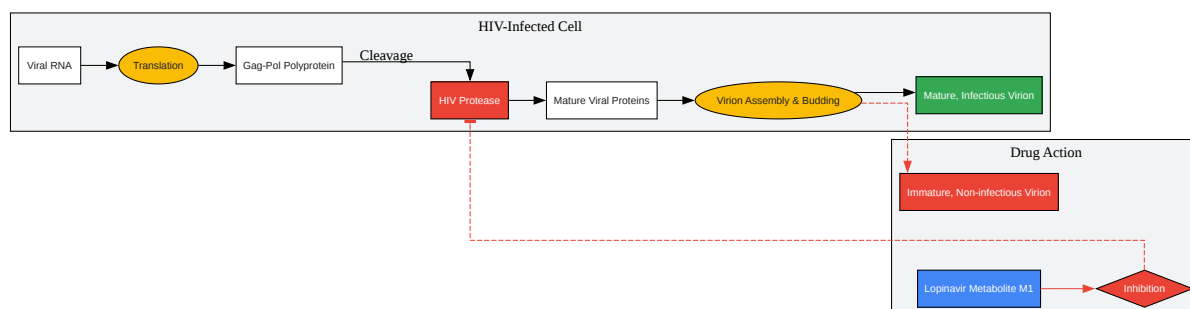 HIV-Infected Cell
Viral RNA
Translation
Gag-Pol Polyprotein
Cleavage
HIV Protease
Mature Viral Proteins
Virion Assembly & Budding
Mature, Infectious Virion
Drug Action
Immature, Non-infectious Virion
Lopinavir Metabolite M1
Inhibition